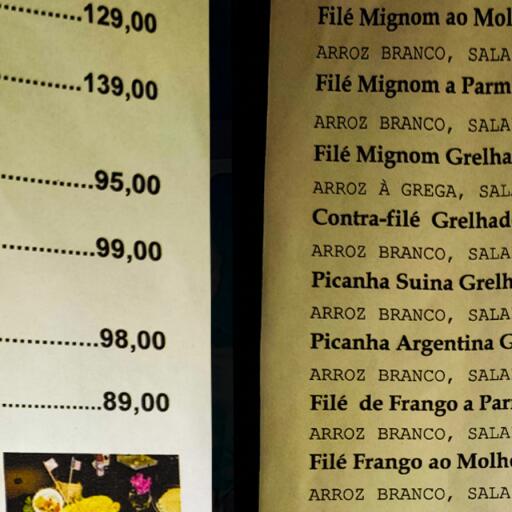 ..........129,00
..........139,00
...........95,00
...........99,00
............98,00
............89,00
Filé Mignom ao Mol
ARROZ BRANCO, SALA
Filé Mignom a Parm
ARROZ BRANCO, SALA
Filé Mignom Grelha
ARROZ À GREGA, SAL
Contra-filé Grelhad
ARROZ BRANCO, SALA
Picanha Suina Grelh
ARROZ BRANCO, SALA
Picanha Argentina G
ARROZ BRANCO, SALA
Filé de Frango a Par
ARROZ BRANCO, SALA
Filé Frango ao Molh
ARROZ BRANCO, SALA